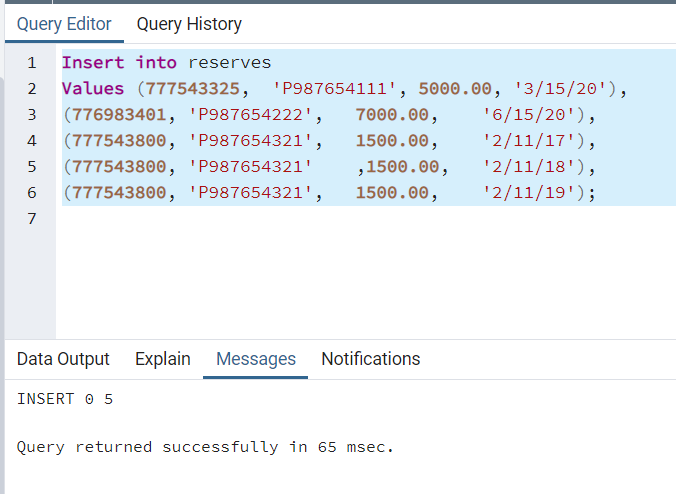 Query Editor Query History
1 Insert into reserves
2 Values (777543325, 'P987654111', 5000.00, '3/15/20'),
3 (776983401, 'P987654222', 7000.00, '6/15/20'),
4 (777543800, 'P987654321', 1500.00, '2/11/17'),
5 (777543800, 'P987654321' ,1500.00, '2/11/18'),
6 (777543800, 'P987654321', 1500.00, '2/11/19');
7
Data Output Explain Messages Notifications
INSERT 0 5
Query returned successfully in 65 msec.